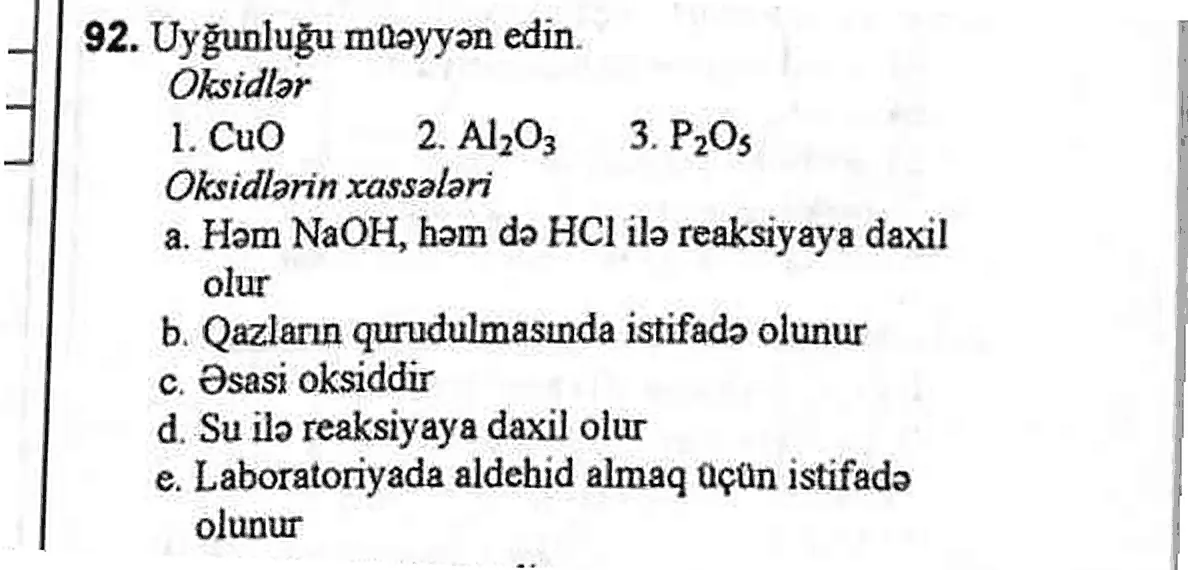 92. Uyğunluğu müəyyən edin.
Oksidlər
1. CuO 2. Al₂O₃ 3. P₂O₅
Oksidlərin xassələri
a. Həm NaOH, həm də HCl ilə reaksiyaya daxil
olur
b. Qazların qurudulmasında istifadə olunur
c. Əsasi oksiddir
d. Su ilə reaksiyaya daxil olur
e. Laboratoriyada aldehid almaq üçün istifadə
olunur